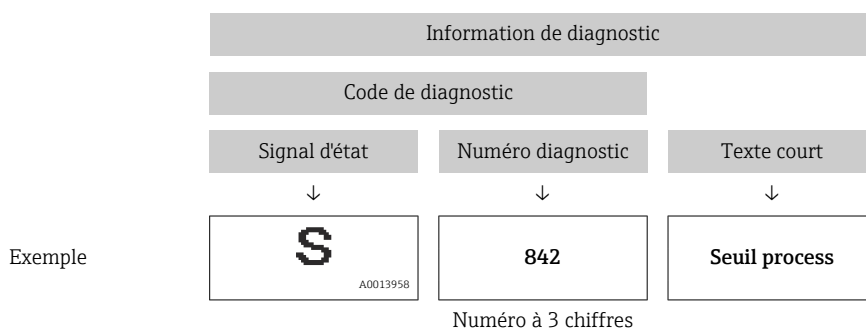 Information de diagnostic
Code de diagnostic
Signal d'état Numéro diagnostic Texte court
↓ ↓ ↓
Exemple S 842 Seuil process
A0013958
Numéro à 3 chiffres